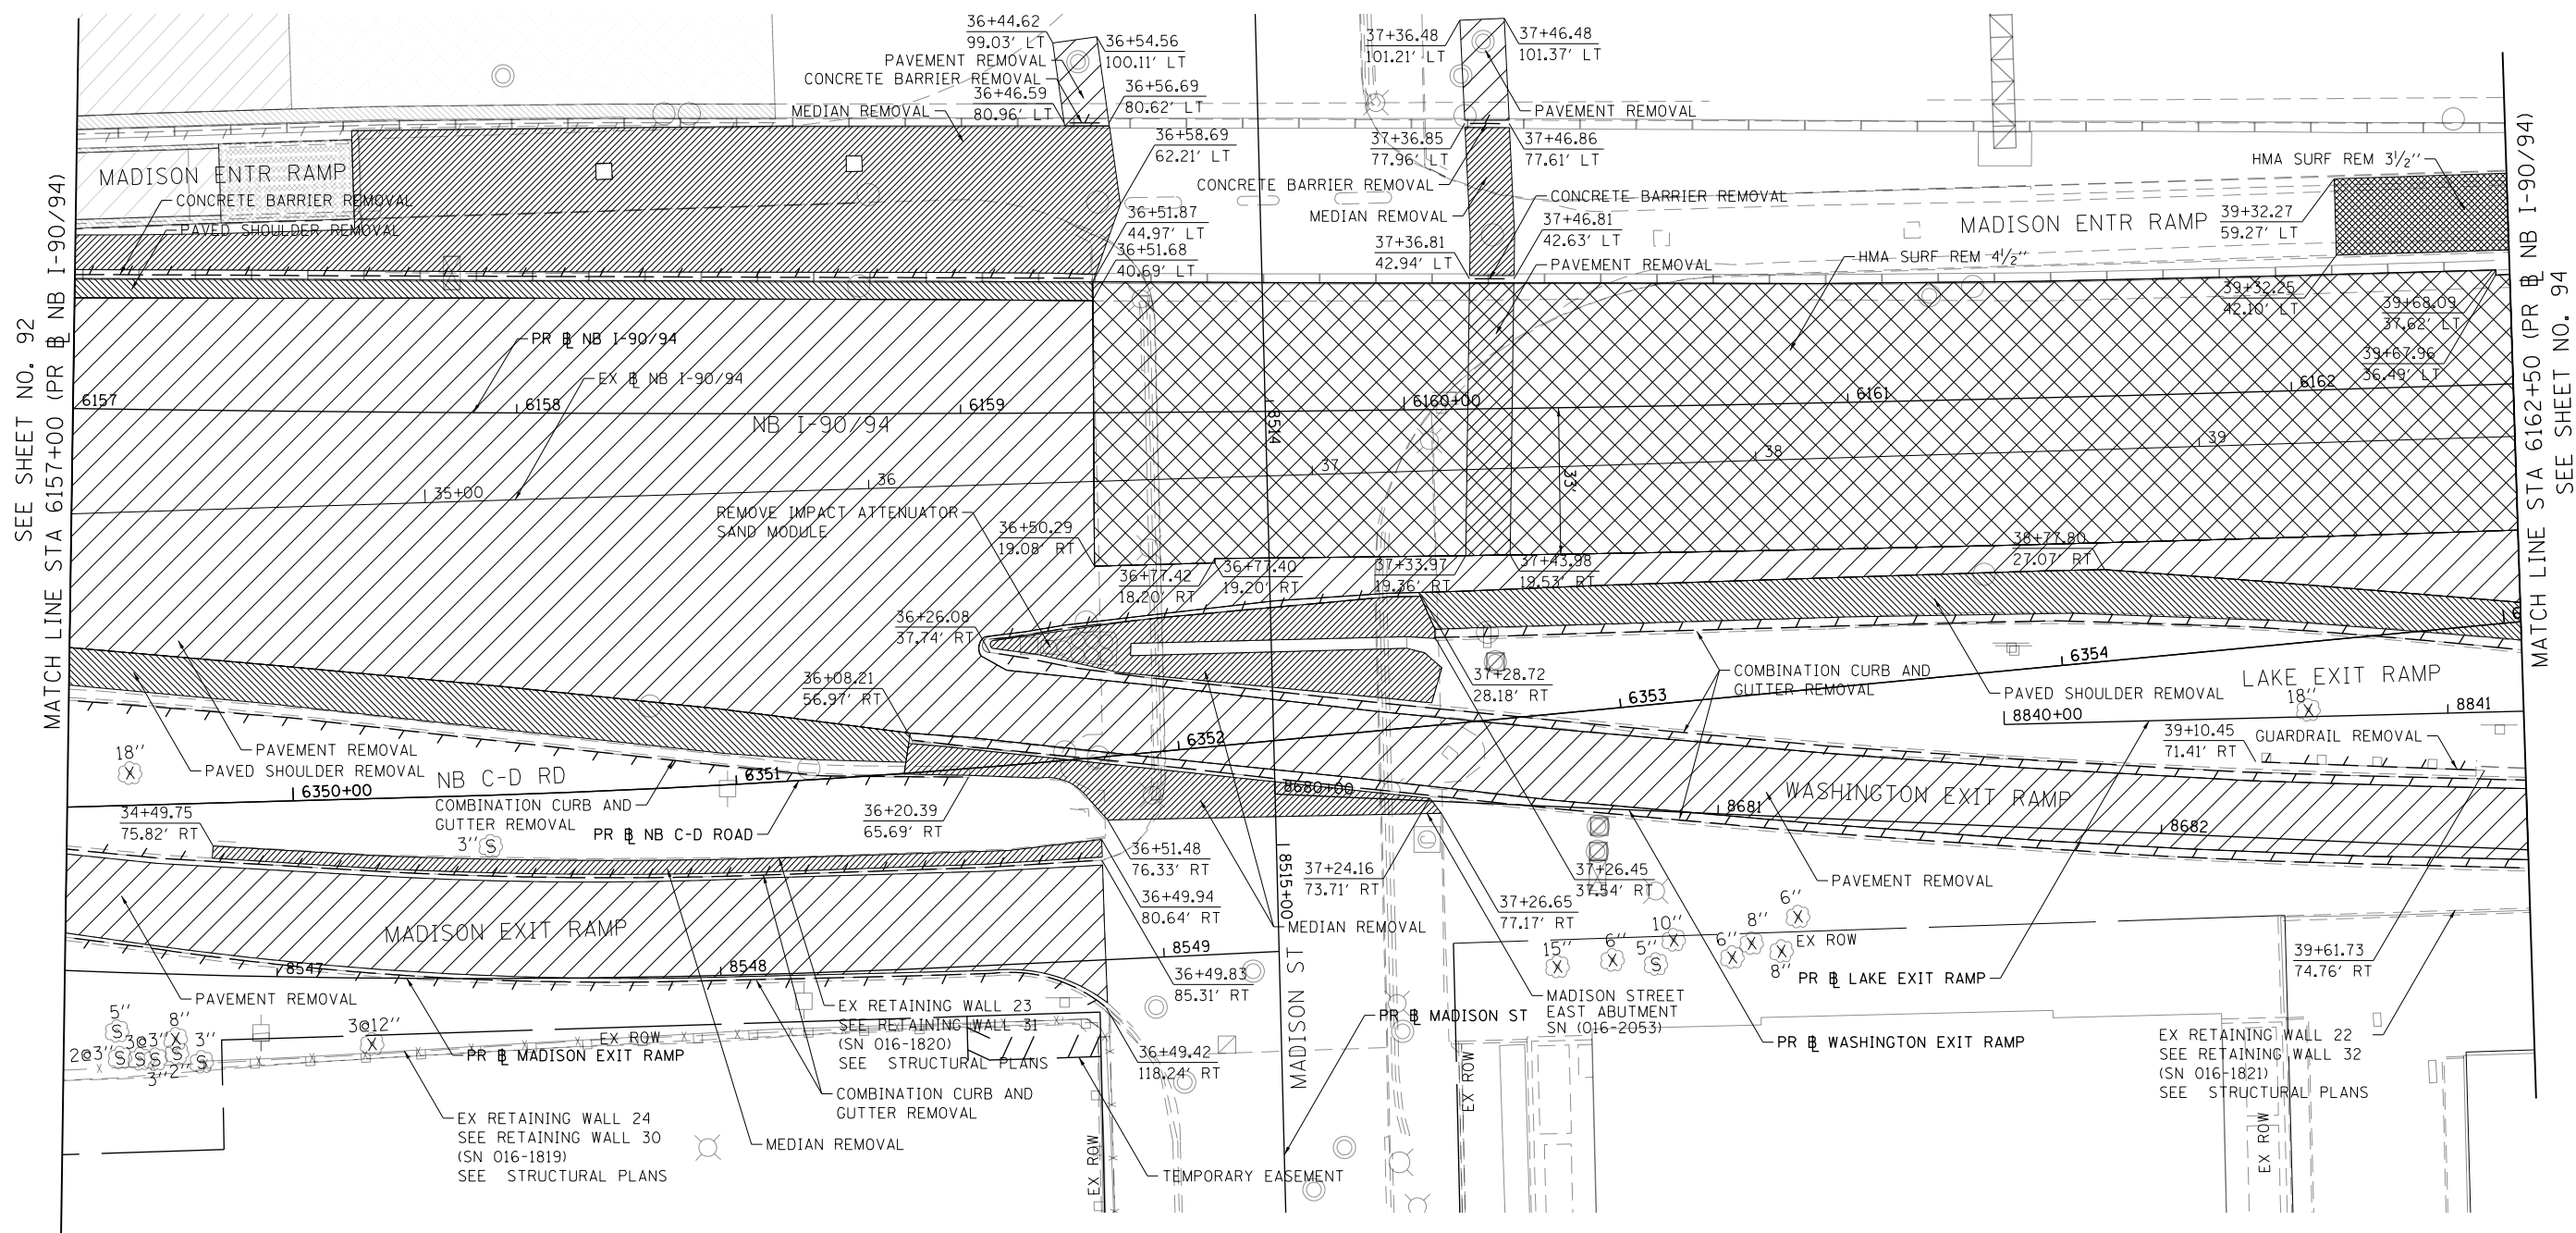 36+44.62
99.03' LT
36+54.56
100.11' LT
PAVEMENT REMOVAL
CONCRETE BARRIER REMOVAL
36+46.59
80.96' LT
36+56.69
80.62' LT
MEDIAN REMOVAL
36+58.69
62.21' LT
37+36.48
101.21' LT
37+46.48
101.37' LT
PAVEMENT REMOVAL
37+36.85
77.96' LT
37+46.86
77.61' LT
CONCRETE BARRIER REMOVAL
MEDIAN REMOVAL
CONCRETE BARRIER REMOVAL
37+46.81
42.63' LT
37+36.81
42.94' LT
PAVEMENT REMOVAL
HMA SURF REM 3 1/2"
MADISON ENTR RAMP
39+32.27
59.27' LT
HMA SURF REM 4 1/2"
39+32.25
42.10' LT
39+68.09
37.62' LT
39+67.96
36.49' LT
MADISON ENTR RAMP
CONCRETE BARRIER REMOVAL
PAVED SHOULDER REMOVAL
36+51.87
44.97' LT
36+51.68
40.69' LT
SEE SHEET NO. 92
MATCH LINE STA 6157+00 (PR BL NB I-90/94)
MATCH LINE STA 6162+50 (PR BL NB I-90/94)
SEE SHEET NO. 94
PR BL NB I-90/94
EX BL NB I-90/94
6157
6158
6159
6160+00
6161
6162
NB I-90/94
8514
35+00
36
37
38
39
33'
REMOVE IMPACT ATTENUATOR
SAND MODULE
36+50.29
19.08' RT
36+77.42
18.20' RT
36+77.40
19.20' RT
37+33.97
19.36' RT
37+43.98
19.53' RT
38+77.80
27.07' RT
36+26.08
37.74' RT
36+08.21
56.97' RT
37+28.72
28.18' RT
COMBINATION CURB AND
GUTTER REMOVAL
6352
6353
6354
LAKE EXIT RAMP
PAVED SHOULDER REMOVAL
18"
8840+00
8841
39+10.45
71.41' RT
GUARDRAIL REMOVAL
PAVEMENT REMOVAL
PAVED SHOULDER REMOVAL
18"
NB C-D RD
6350+00
6351
COMBINATION CURB AND
GUTTER REMOVAL
PR BL NB C-D ROAD
3"
S
34+49.75
75.82' RT
36+20.39
65.69' RT
8680+00
8681
8682
WASHINGTON EXIT RAMP
36+51.48
76.33' RT
36+49.94
80.64' RT
8515+00
37+24.16
73.71' RT
37+26.45
37.54' RT
37+26.65
77.17' RT
MEDIAN REMOVAL
PAVEMENT REMOVAL
MADISON EXIT RAMP
8547
8548
8549
36+49.83
85.31' RT
36+49.42
118.24' RT
15"
6"
5"
10"
6"
8"
6"
8"
EX ROW
PR BL LAKE EXIT RAMP
39+61.73
74.76' RT
PAVEMENT REMOVAL
5"
8"
3@3"
3"
2@3"
3"
2"
3@12"
EX ROW
PR BL MADISON EXIT RAMP
EX RETAINING WALL 23
SEE RETAINING WALL 31
(SN 016-1820)
SEE STRUCTURAL PLANS
COMBINATION CURB AND
GUTTER REMOVAL
MEDIAN REMOVAL
EX RETAINING WALL 24
SEE RETAINING WALL 30
(SN 016-1819)
SEE STRUCTURAL PLANS
EX ROW
TEMPORARY EASEMENT
MADISON ST
PR BL MADISON ST
MADISON STREET
EAST ABUTMENT
SN (016-2053)
PR BL WASHINGTON EXIT RAMP
EX ROW
EX RETAINING WALL 22
SEE RETAINING WALL 32
(SN 016-1821)
SEE STRUCTURAL PLANS
EX ROW